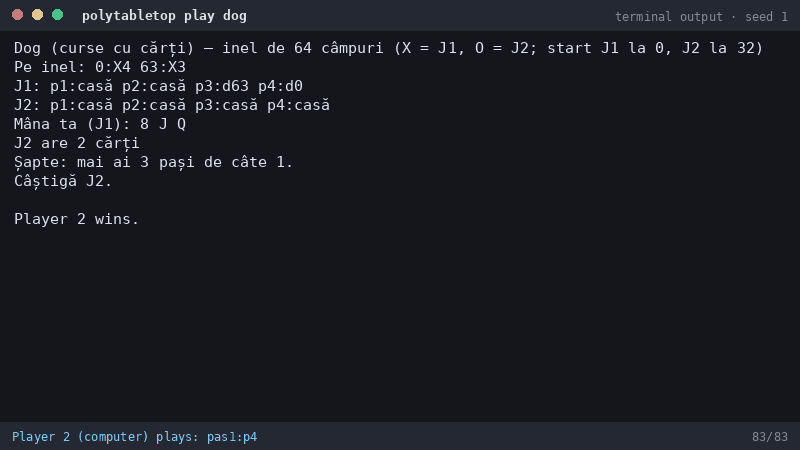 polytabletop play dog
terminal output · seed 1
Dog (curse cu cărți) — inel de 64 câmpuri (X = J1, O = J2; start J1 la 0, J2 la 32)
Pe inel: 0:X4 63:X3
J1: p1:casă p2:casă p3:d63 p4:d0
J2: p1:casă p2:casă p3:casă p4:casă
Mâna ta (J1): 8 J Q
J2 are 2 cărți
Șapte: mai ai 3 pași de câte 1.
Câștigă J2.
Player 2 wins.
Player 2 (computer) plays: pas1:p4
83/83